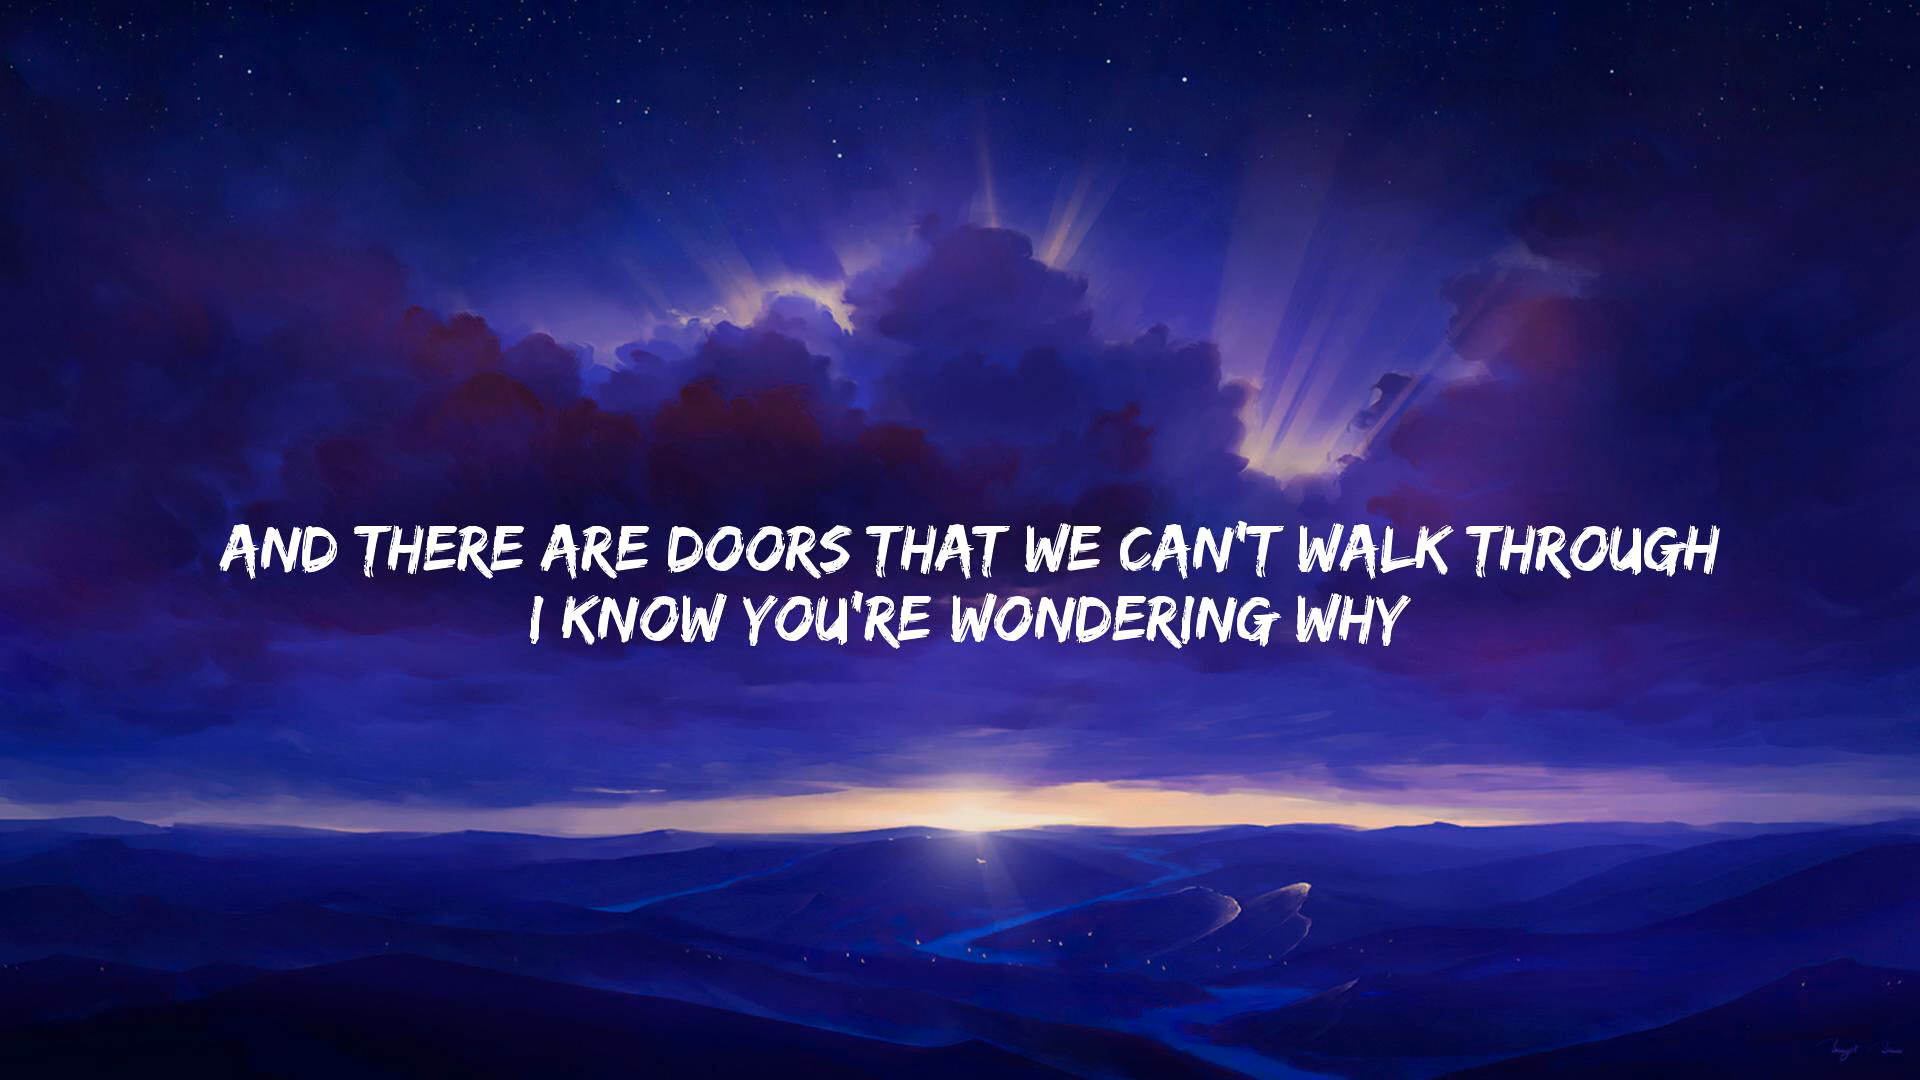 AND THERE ARE DOORS THAT WE CAN'T WALK THROUGH
I KNOW YOU'RE WONDERING WHY